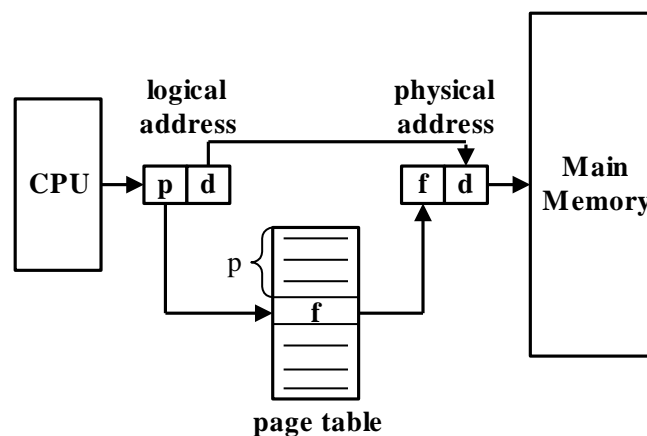 logical
address
physical
address
CPU
p d
f d
Main
Memory
p
f
page table